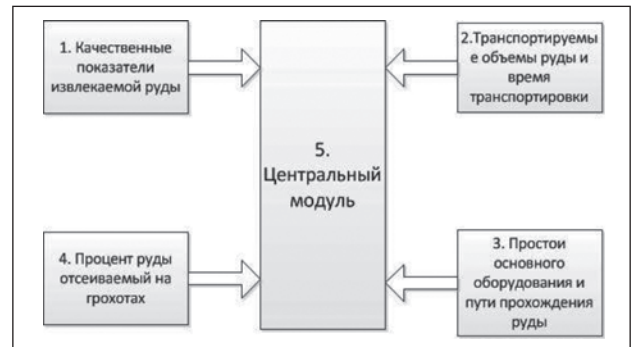 1. Качественные
показатели
извлекаемой руды
2.Транспортируемы
е объемы руды и
время
транспортировки
5.
Центральный
модуль
4. Процент руды
отсеиваемый на
грохотах
3. Простои
основного
оборудования и
пути прохождения
руды